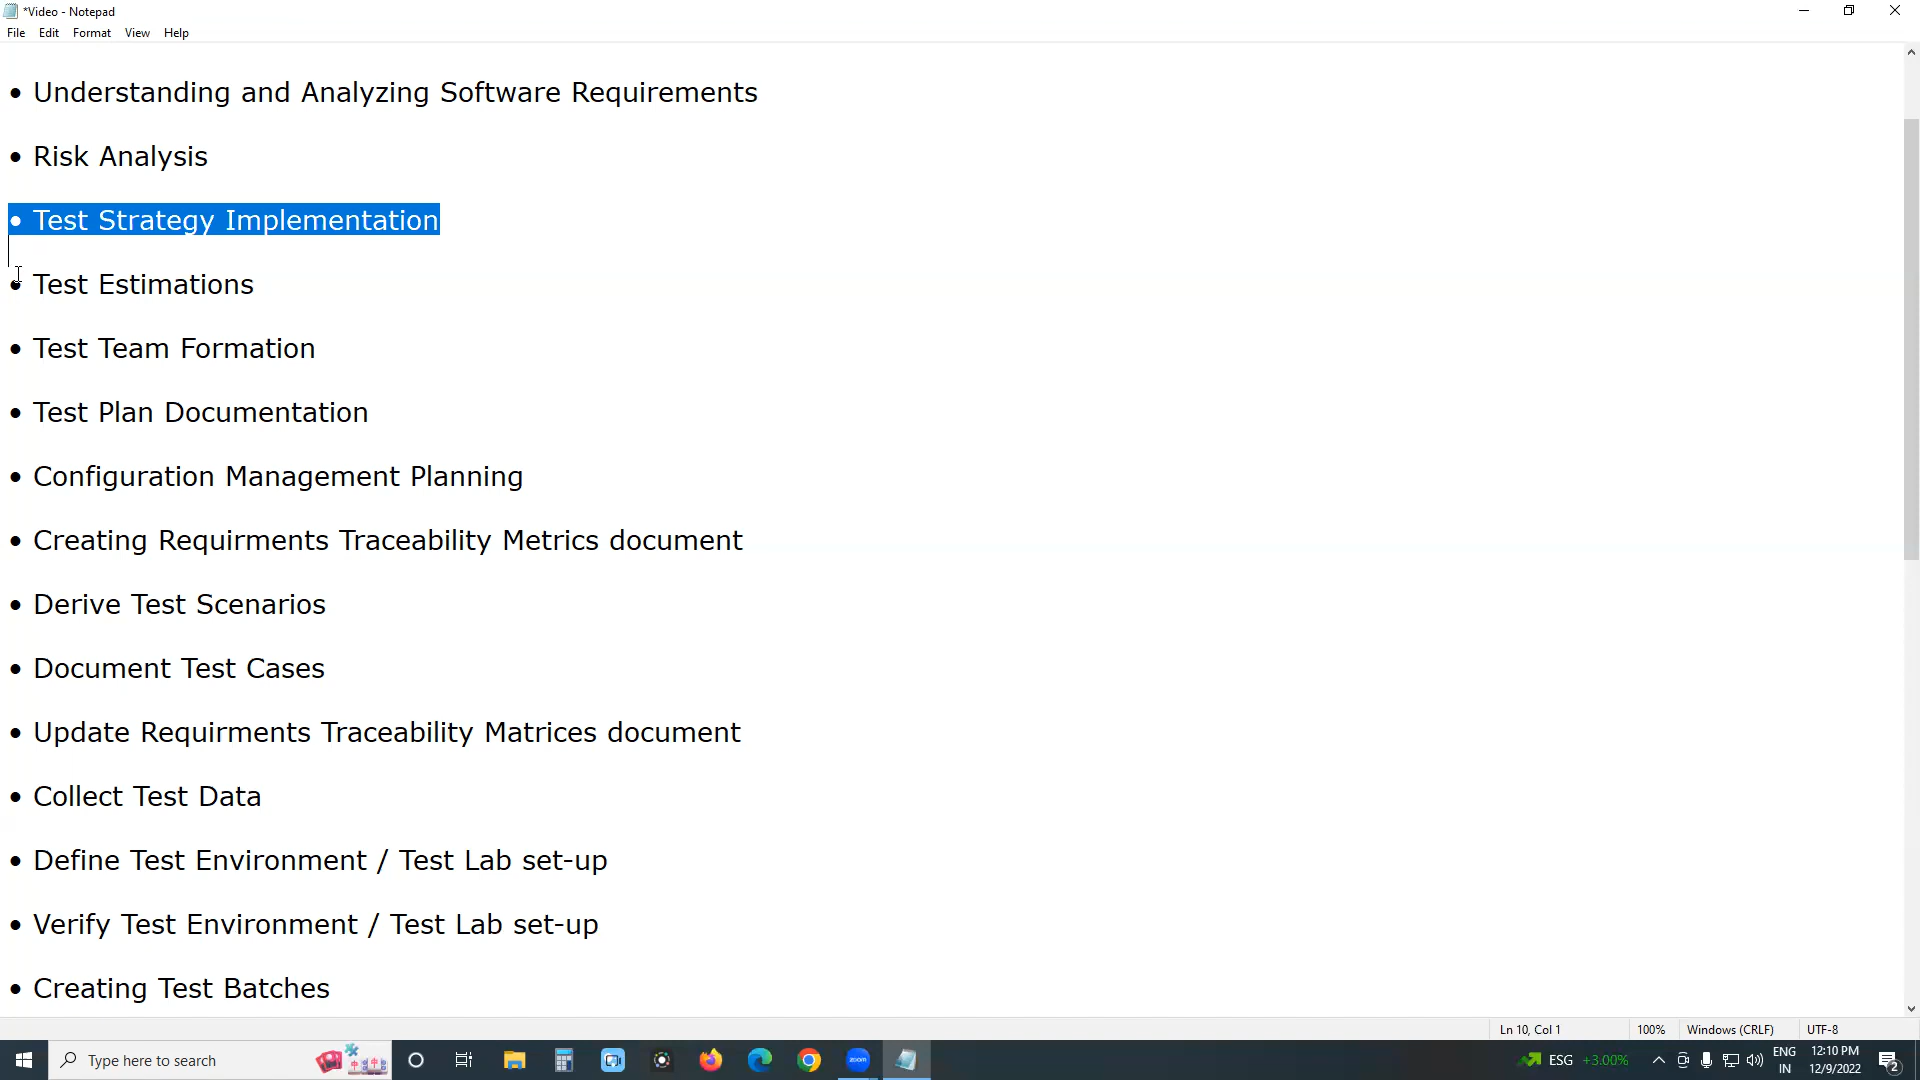 *Video - Notepad
File Edit Format View Help
• Understanding and Analyzing Software Requirements
• Risk Analysis
• Test Strategy Implementation
• Test Estimations
• Test Team Formation
• Test Plan Documentation
• Configuration Management Planning
• Creating Requirments Traceability Metrics document
• Derive Test Scenarios
• Document Test Cases
• Update Requirments Traceability Matrices document
• Collect Test Data
• Define Test Environment / Test Lab set-up
• Verify Test Environment / Test Lab set-up
• Creating Test Batches
Ln 10, Col 1 100% Windows (CRLF) UTF-8
Type here to search zoom ESG +3.00% ENG 12:10 PM
IN 12/9/2022 2